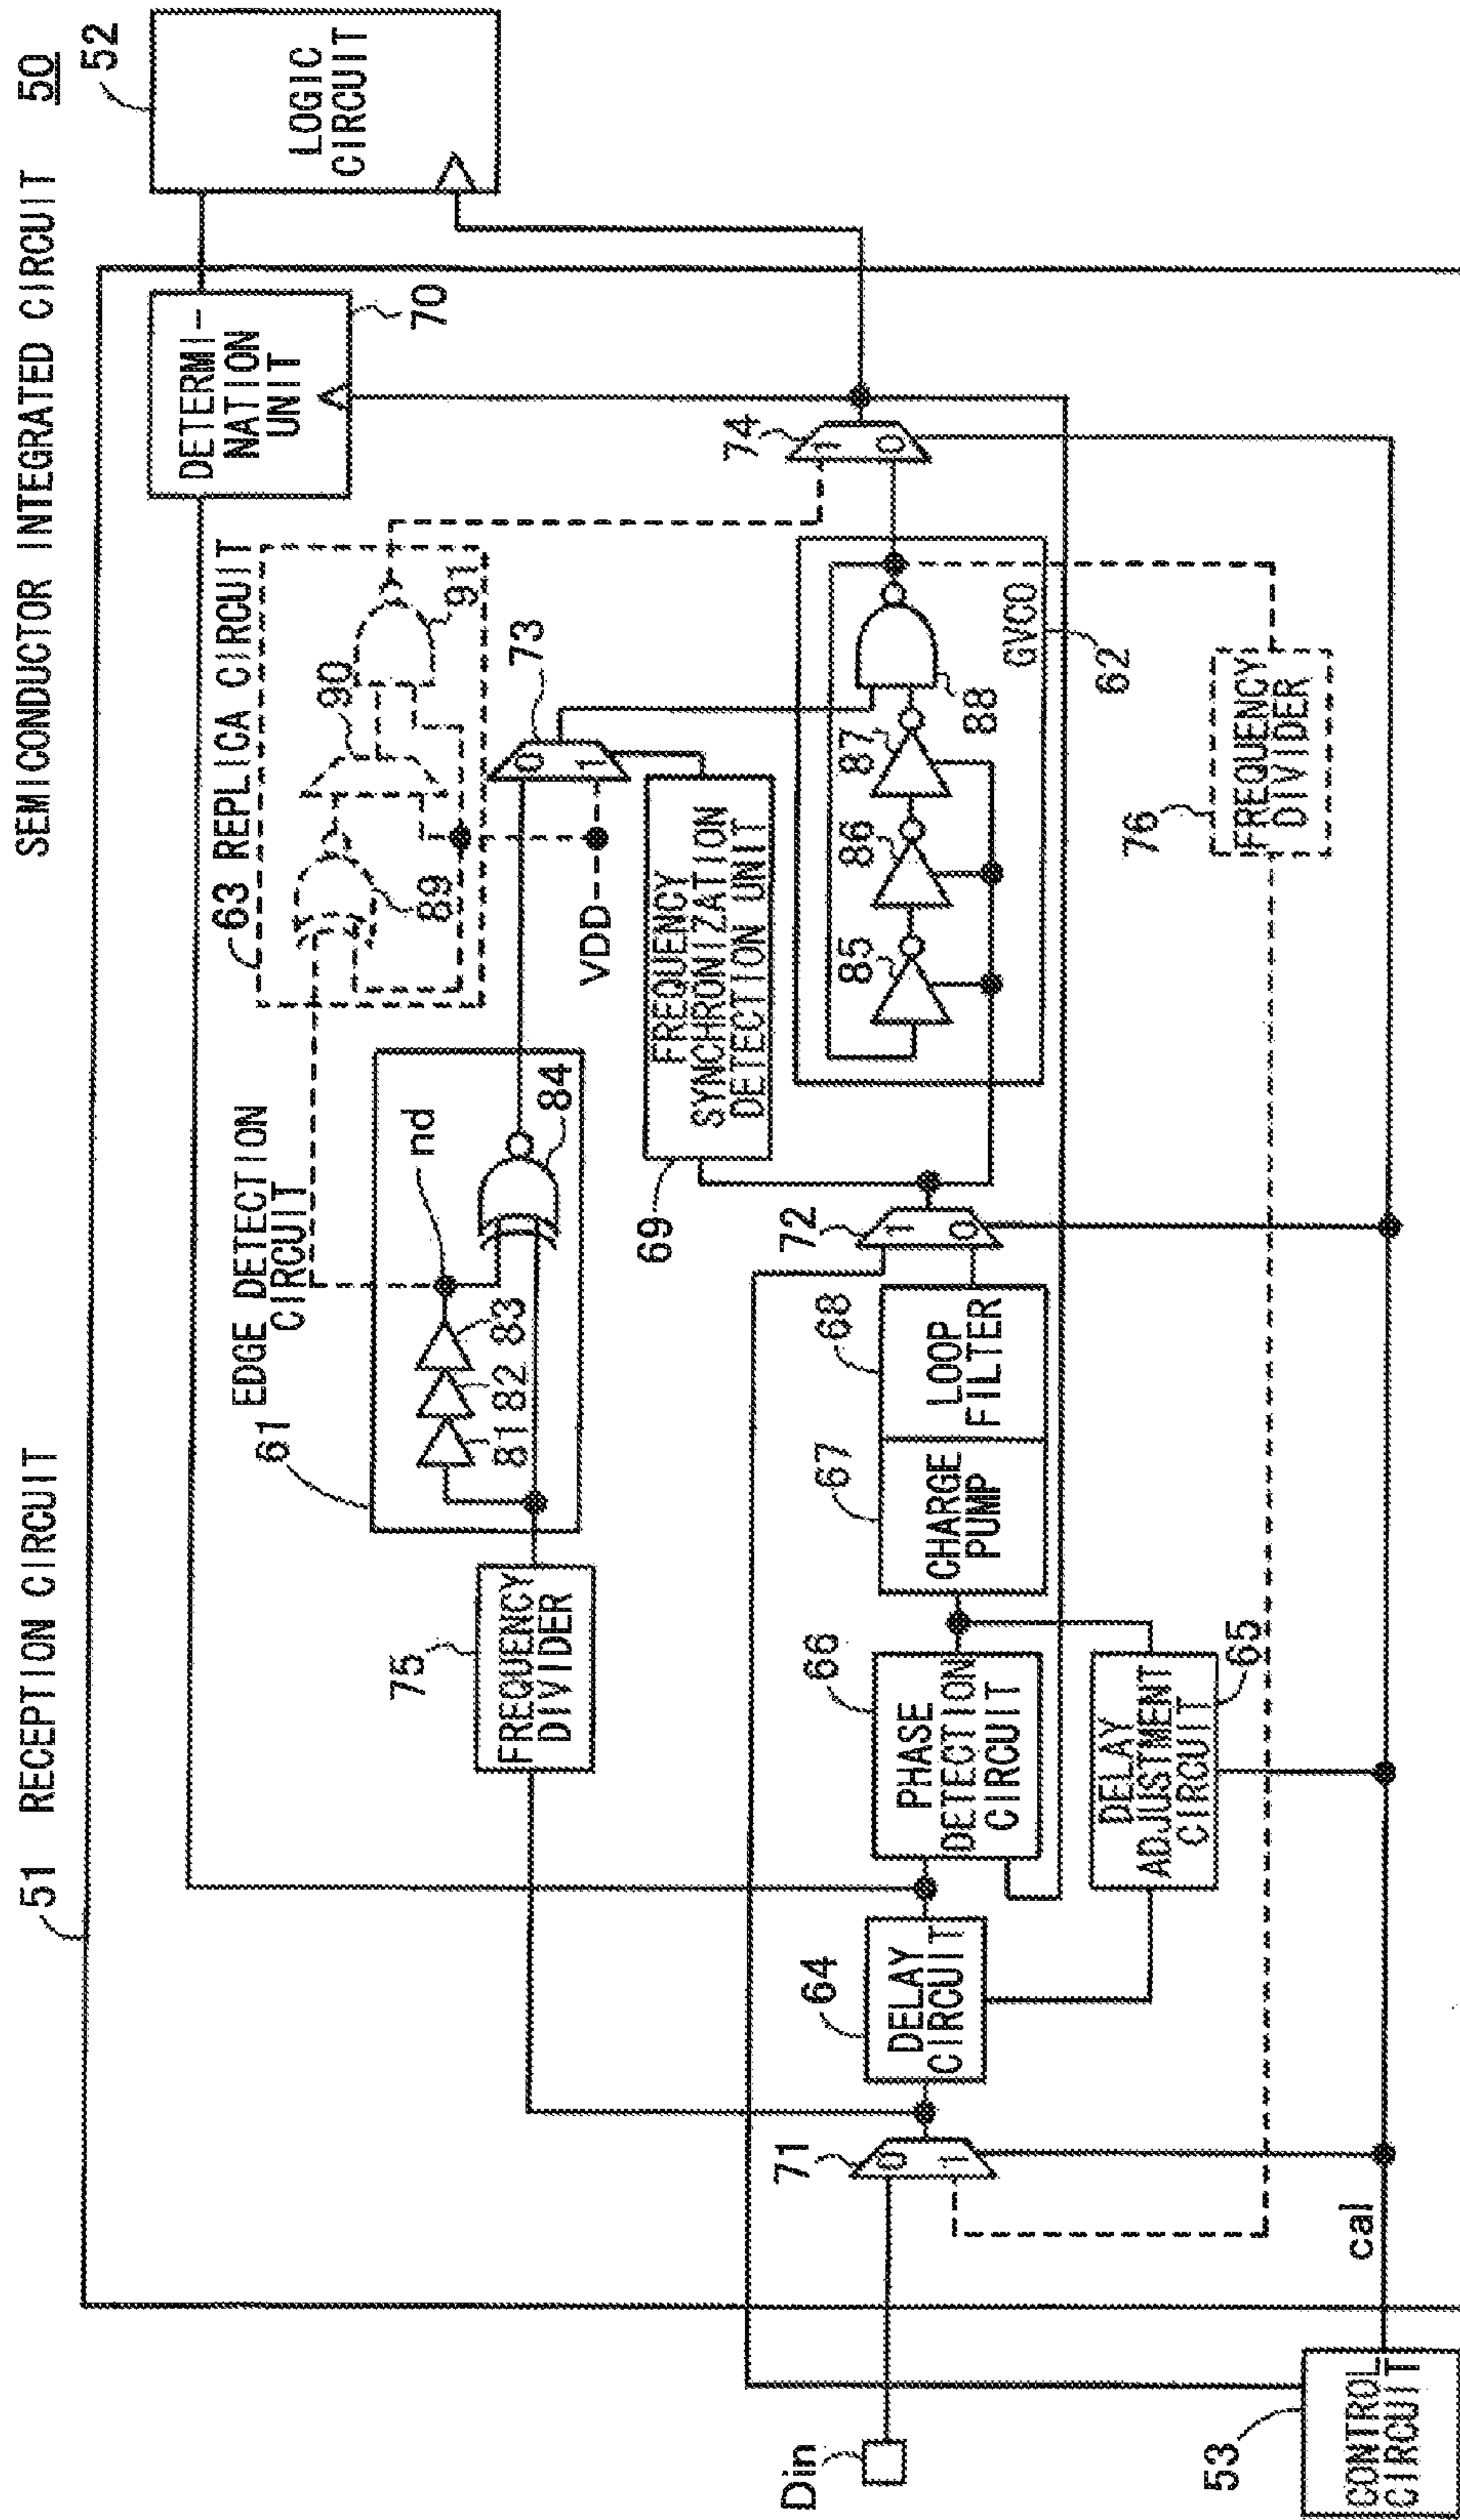 SEMICONDUCTOR INTEGRATED CIRCUIT 50
51 RECEPTION CIRCUIT
52
LOGIC
CIRCUIT
DETERMI-
NATION
UNIT
70
63 REPLICA CIRCUIT
89
90
91
EDGE DETECTION
CIRCUIT
61
nd
81
82
83
84
75
FREQUENCY
DIVIDER
73
0
1
VDD
74
1
0
FREQUENCY
SYNCHRONIZATION
DETECTION UNIT
69
85
86
87
88
GVCO
62
72
1
0
68
LOOP
FILTER
67
CHARGE
PUMP
66
PHASE
DETECTION
CIRCUIT
65
DELAY
ADJUSTMENT
CIRCUIT
64
DELAY
CIRCUIT
76
FREQUENCY
DIVIDER
71
0
1
cal
Din
53
CONTROL
CIRCUIT